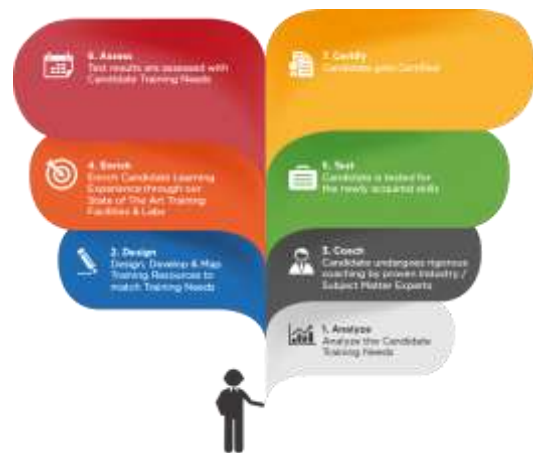 6. Assess
Test results are assessed with
Candidate Training Needs
7. Certify
Candidate gets Certified
4. Enrich
Enrich Candidate Learning
Experience through our
State of The Art Training
Facilities & Labs
5. Test
Candidate is tested for
the newly acquired skills
2. Design
Design, Develop & Map
Training Resources to
match Training Needs
3. Coach
Candidate undergoes rigorous
coaching by proven Industry /
Subject Matter Experts
1. Analyze
Analyze the Candidate
Training Needs